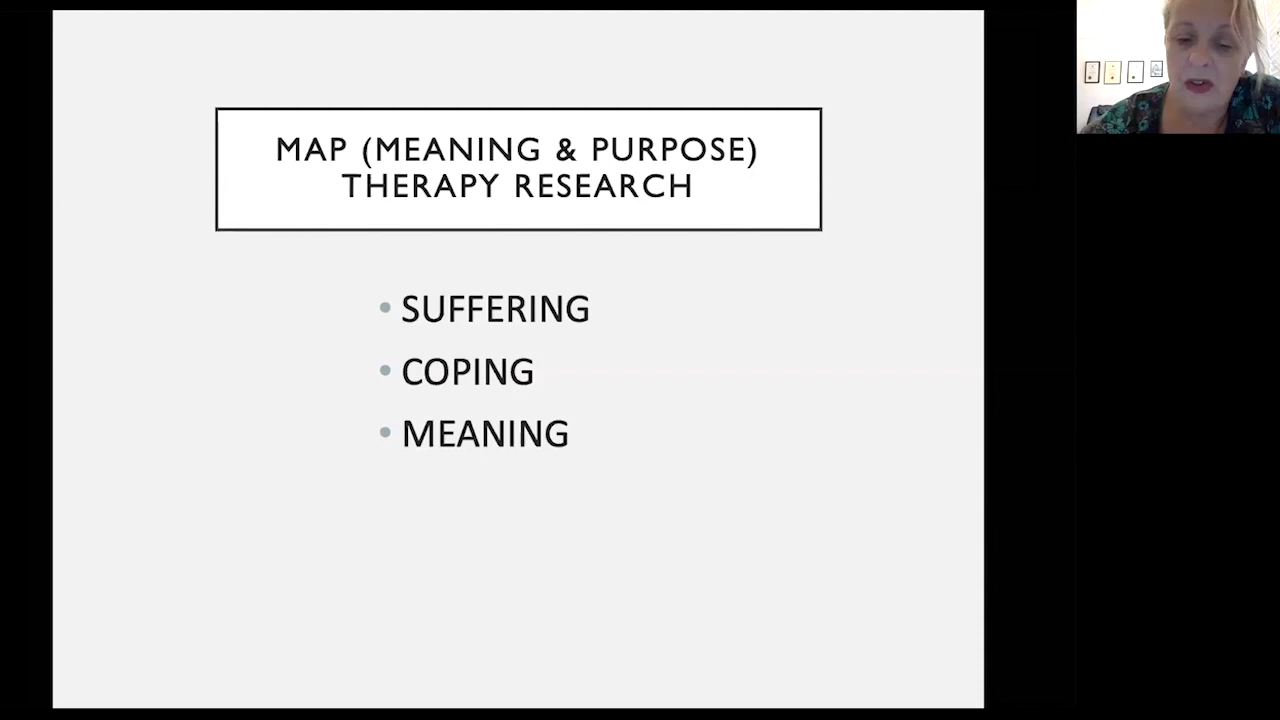 MAP (MEANING & PURPOSE)
THERAPY RESEARCH
• SUFFERING
• COPING
• MEANING